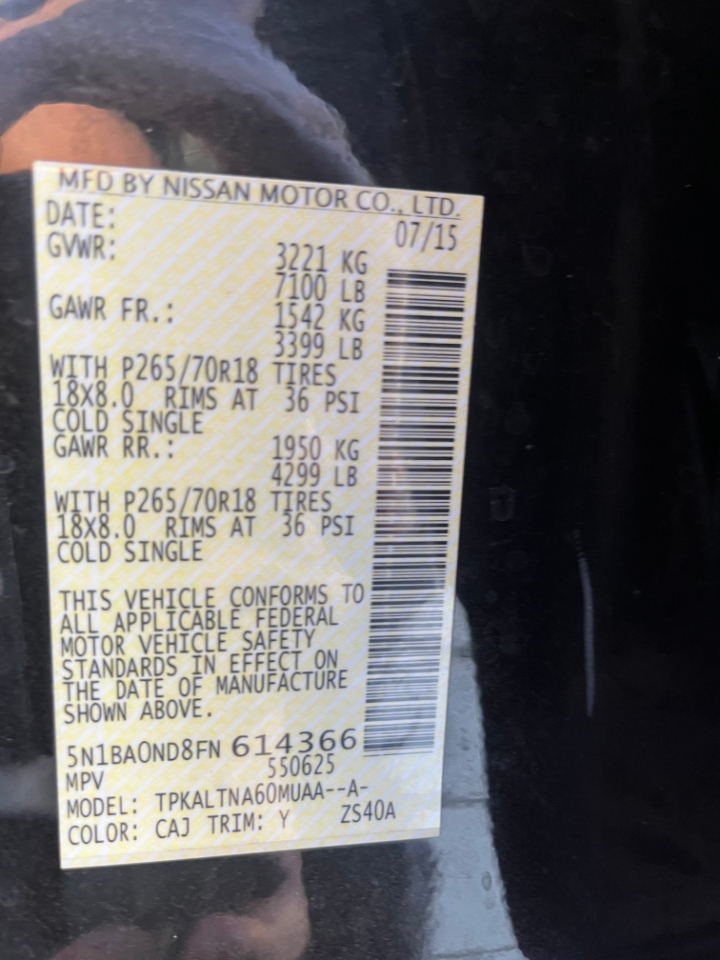 MFD BY NISSAN MOTOR CO., LTD.
DATE: 07/15
GVWR: 3221 KG
7100 LB
GAWR FR.: 1542 KG
3399 LB
WITH P265/70R18 TIRES
18X8.0 RIMS AT 36 PSI
COLD SINGLE
GAWR RR.: 1950 KG
4299 LB
WITH P265/70R18 TIRES
18X8.0 RIMS AT 36 PSI
COLD SINGLE
THIS VEHICLE CONFORMS TO
ALL APPLICABLE FEDERAL
MOTOR VEHICLE SAFETY
STANDARDS IN EFFECT ON
THE DATE OF MANUFACTURE
SHOWN ABOVE.
5N1BA0ND8FN 614366
MPV 550625
MODEL: TPKALTNA60MUAA--A-
COLOR: CAJ TRIM: Y ZS40A